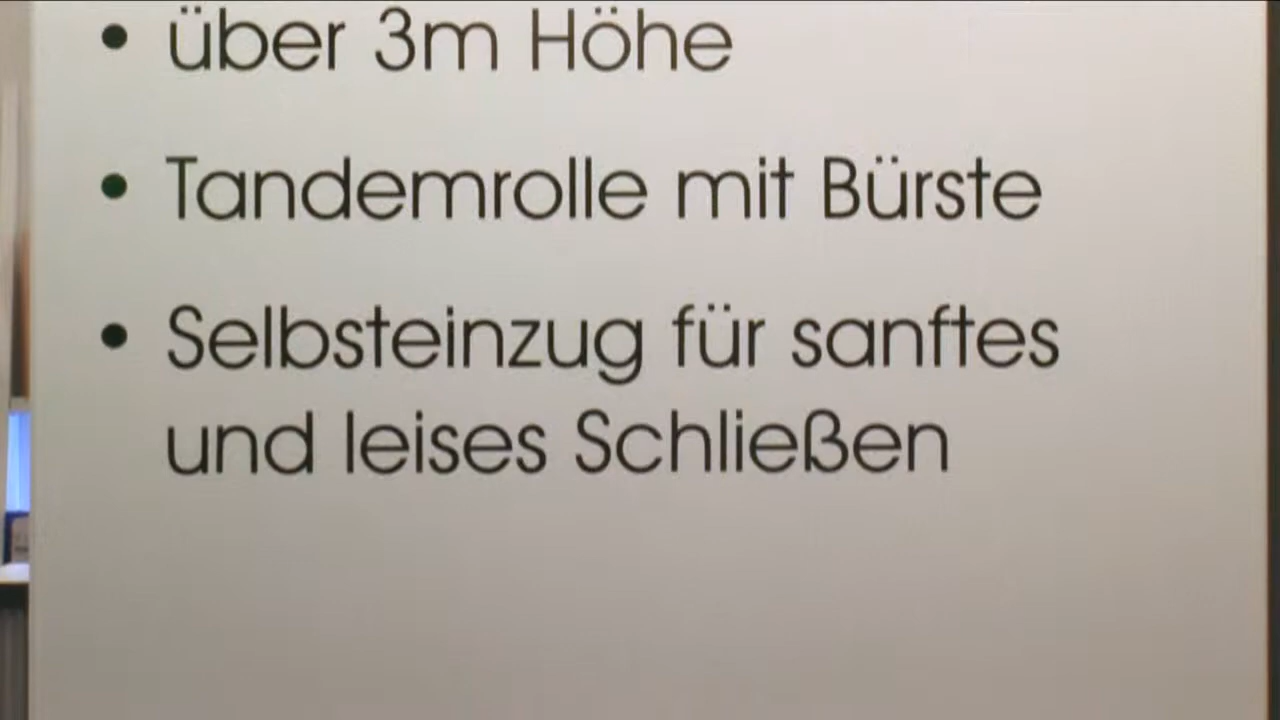 • über 3m Höhe
• Tandemrolle mit Bürste
• Selbsteinzug für sanftes
und leises Schließen